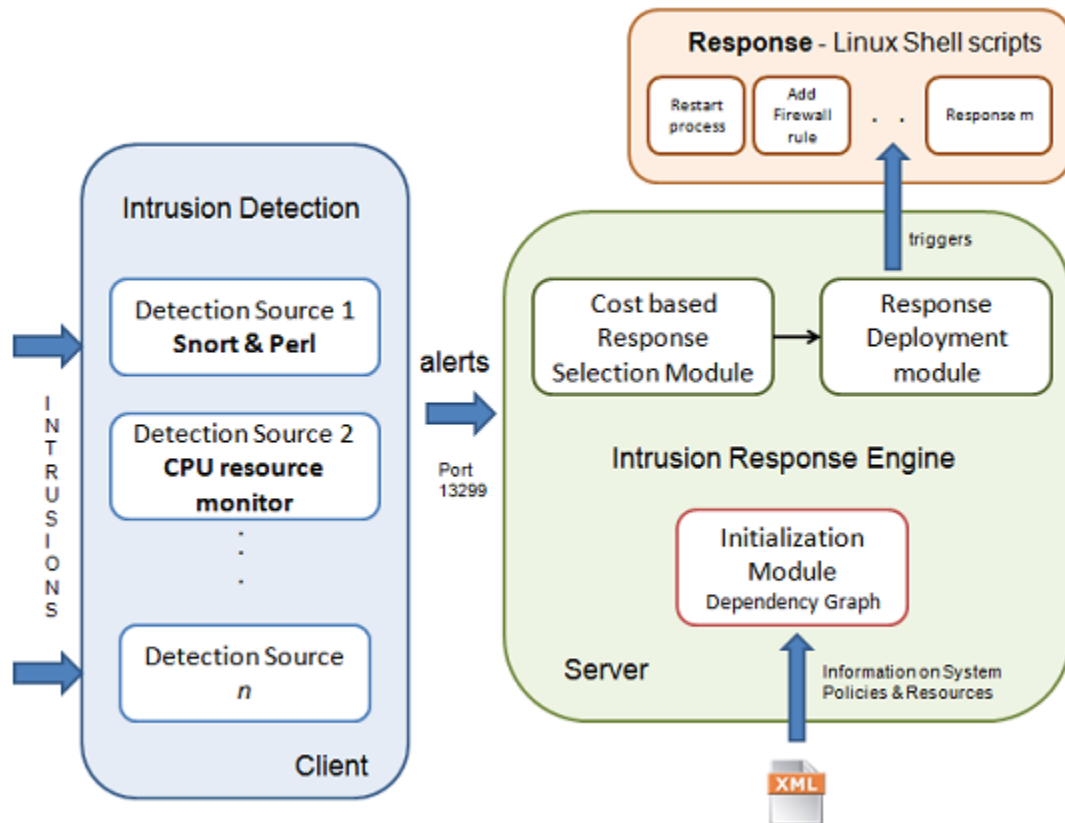 Response - Linux Shell scripts
Restart
process
Add
Firewall
rule
. .
Response m
triggers
Intrusion Detection
Detection Source 1
Snort & Perl
Detection Source 2
CPU resource
monitor
.
.
.
Detection Source
n
Client
INTRUSIONS
alerts
Port
13299
Cost based
Response
Selection Module
Response
Deployment
module
Intrusion Response Engine
Initialization
Module
Dependency Graph
Server
Information on System
Policies & Resources
XML